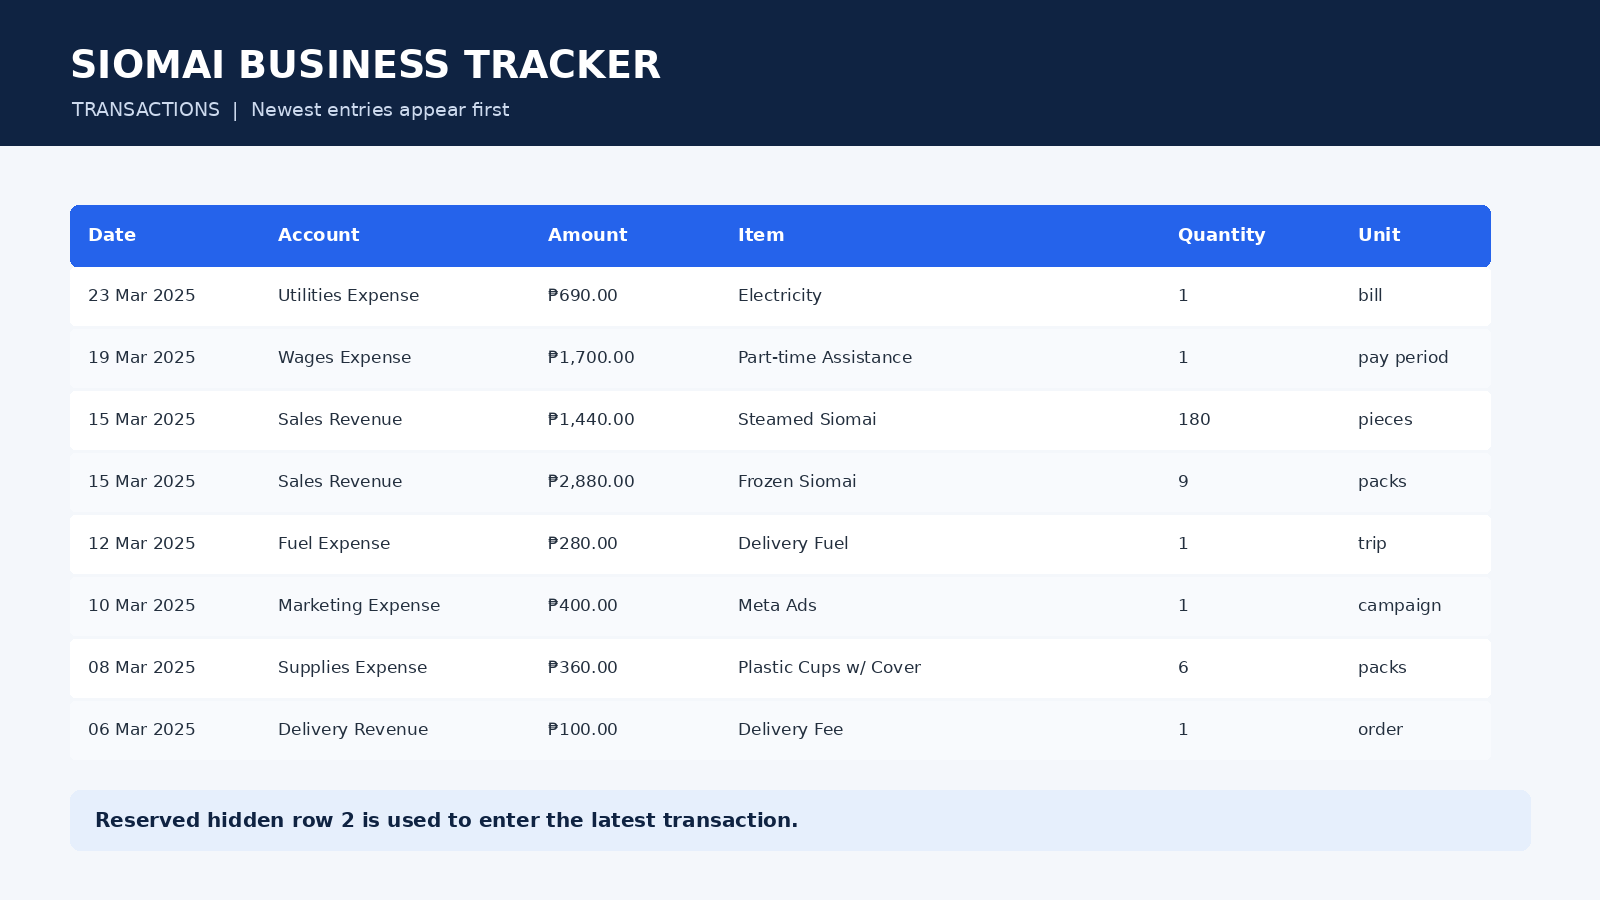 SIOMAI BUSINESS TRACKER
TRANSACTIONS | Newest entries appear first
Date Account Amount Item Quantity Unit
23 Mar 2025 Utilities Expense ₱690.00 Electricity 1 bill
19 Mar 2025 Wages Expense ₱1,700.00 Part-time Assistance 1 pay period
15 Mar 2025 Sales Revenue ₱1,440.00 Steamed Siomai 180 pieces
15 Mar 2025 Sales Revenue ₱2,880.00 Frozen Siomai 9 packs
12 Mar 2025 Fuel Expense ₱280.00 Delivery Fuel 1 trip
10 Mar 2025 Marketing Expense ₱400.00 Meta Ads 1 campaign
08 Mar 2025 Supplies Expense ₱360.00 Plastic Cups w/ Cover 6 packs
06 Mar 2025 Delivery Revenue ₱100.00 Delivery Fee 1 order
Reserved hidden row 2 is used to enter the latest transaction.